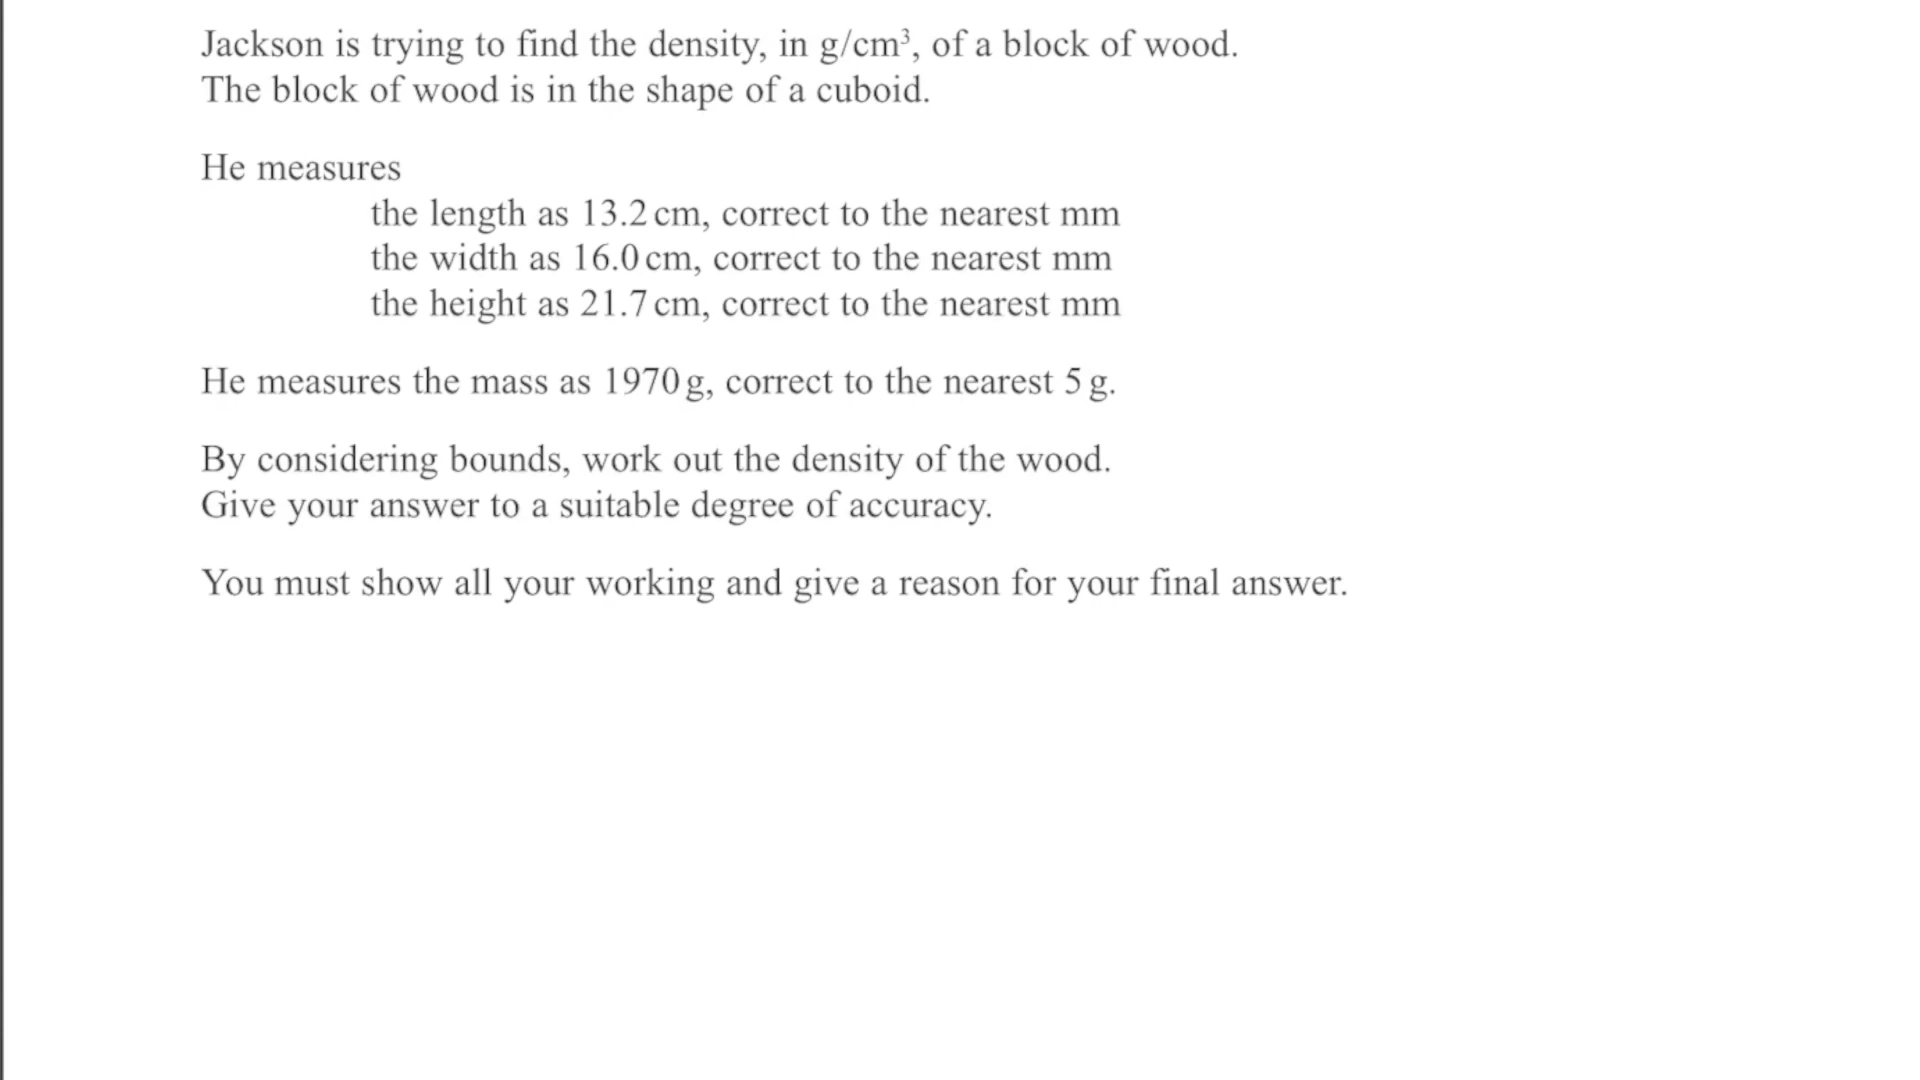 Jackson is trying to find the density, in g/cm³, of a block of wood.
The block of wood is in the shape of a cuboid.
He measures
the length as 13.2 cm, correct to the nearest mm
the width as 16.0 cm, correct to the nearest mm
the height as 21.7 cm, correct to the nearest mm
He measures the mass as 1970 g, correct to the nearest 5 g.
By considering bounds, work out the density of the wood.
Give your answer to a suitable degree of accuracy.
You must show all your working and give a reason for your final answer.